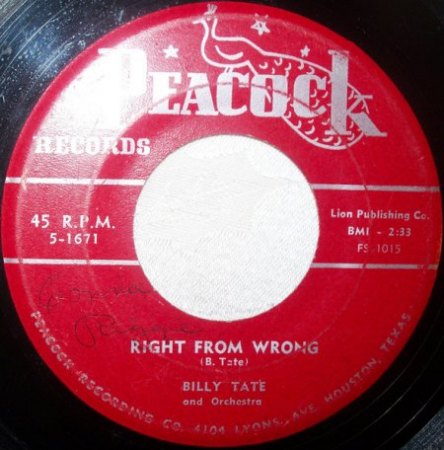 PEACOCK
RECORDS
45 R.P.M.
5-1671
Lion Publishing Co.
BMI - 2:33
FS-1015
RIGHT FROM WRONG
(B. Tate)
BILLY TATE
and Orchestra
PEACOCK RECORDING CO. 4104 LYONS, AVE HOUSTON, TEXAS.